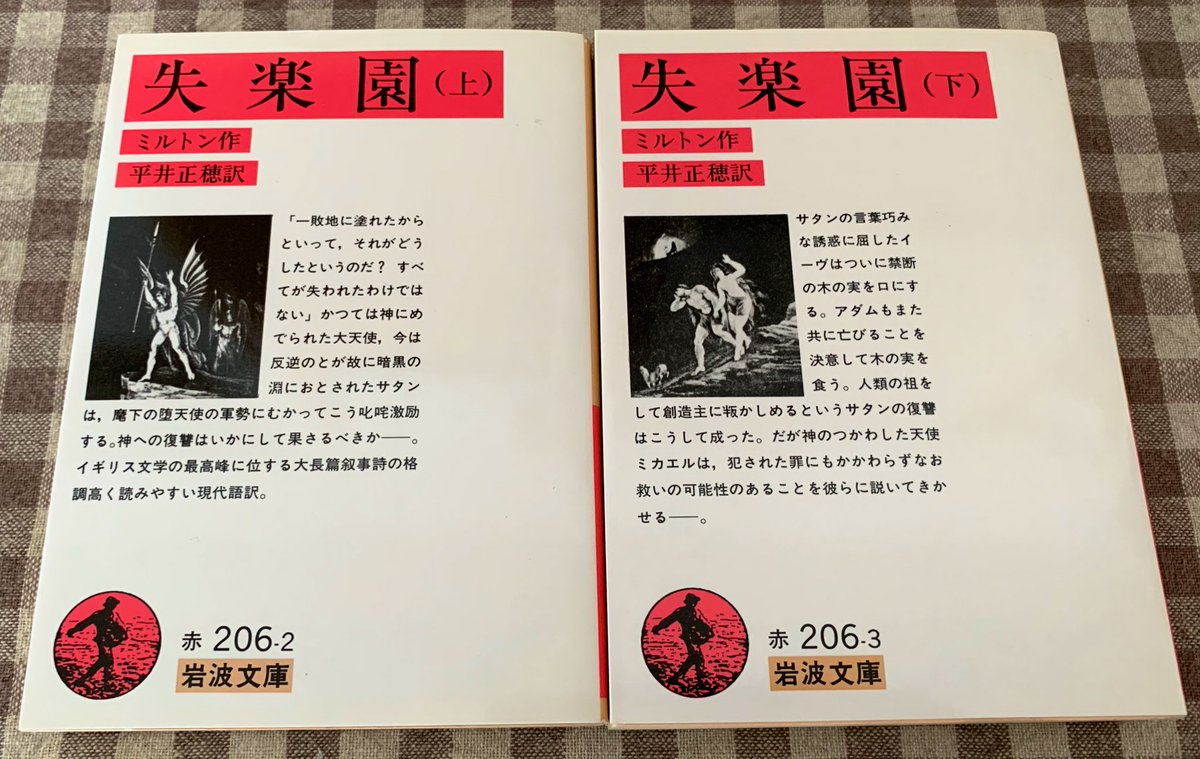 失楽園（上）
ミルトン作
平井正穂訳
「一敗地に塗れたから
といって，それがどう
したというのだ？ すべ
てが失われたわけでは
ない」かつては神にめ
でられた大天使，今は
反逆のとが故に暗黒の
淵におとされたサタン
は，麾下の堕天使の軍勢にむかってこう叱咤激励
する。神への復讐はいかにして果さるべきか──。
イギリス文学の最高峰に位する大長篇叙事詩の格
調高く読みやすい現代語訳。
赤 206-2
岩波文庫
失楽園（下）
ミルトン作
平井正穂訳
サタンの言葉巧み
な誘惑に屈したイ
ーヴはついに禁断
の木の実を口にす
る。アダムもまた
共に亡びることを
決意して木の実を
食う。人類の祖を
して創造主に叛かしめるというサタンの復讐
はこうして成った。だが神のつかわした天使
ミカエルは，犯された罪にもかかわらずなお
救いの可能性のあることを彼らに説いてきか
せる──。
赤 206-3
岩波文庫